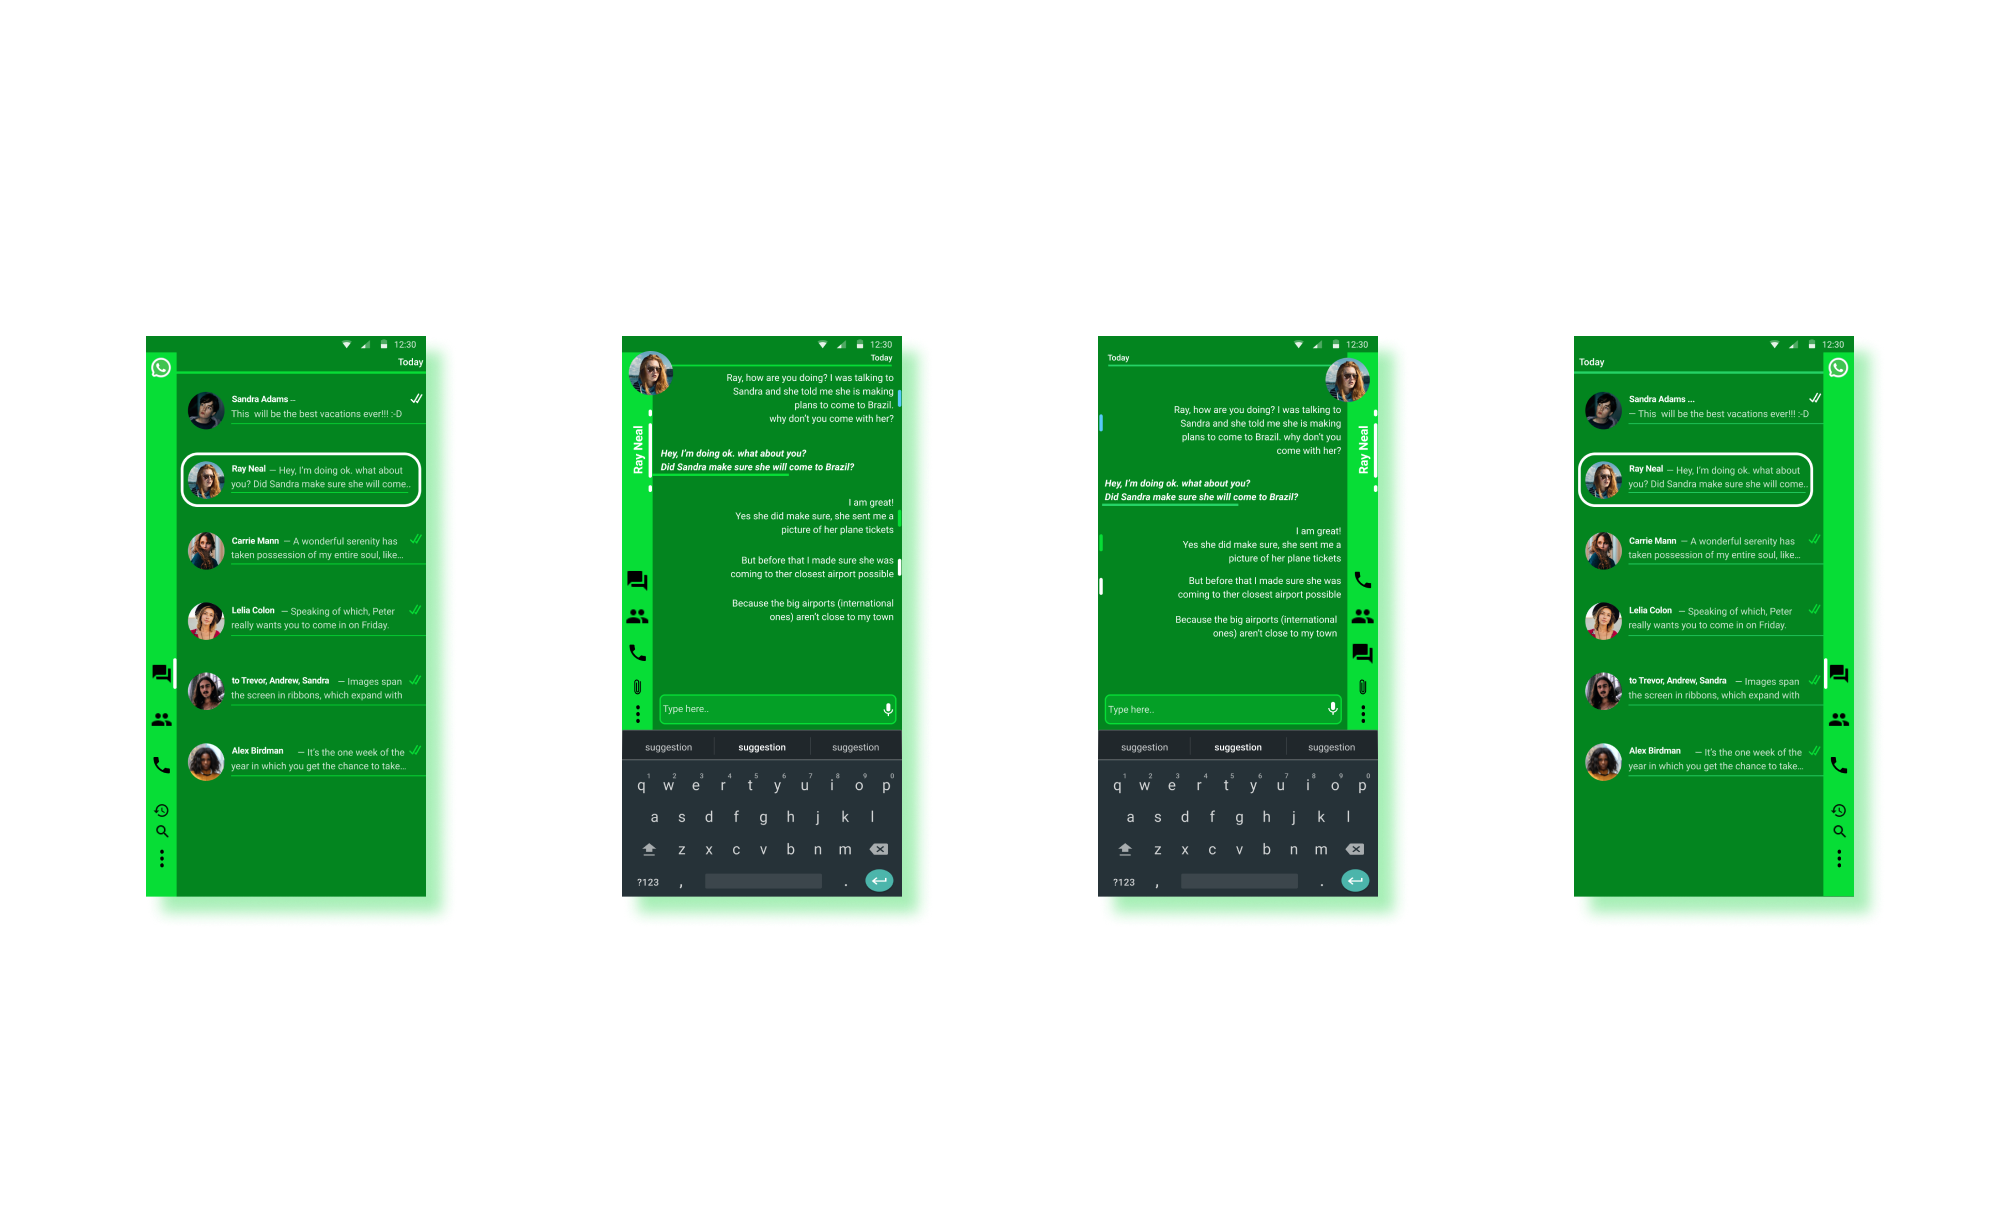 12:30
Today
Sandra Adams --
This will be the best vacations ever!!! :-D
Ray Neal — Hey, I'm doing ok. what about
you? Did Sandra make sure she will come..
Carrie Mann — A wonderful serenity has
taken possession of my entire soul, like...
Lelia Colon — Speaking of which, Peter
really wants you to come in on Friday.
to Trevor, Andrew, Sandra — Images span
the screen in ribbons, which expand with
Alex Birdman — It's the one week of the
year in which you get the chance to take...
12:30
Today
Ray Neal
Ray, how are you doing? I was talking to
Sandra and she told me she is making
plans to come to Brazil.
why don't you come with her?
Hey, I'm doing ok. what about you?
Did Sandra make sure she will come to Brazil?
I am great!
Yes she did make sure, she sent me a
picture of her plane tickets
But before that I made sure she was
coming to ther closest airport possible
Because the big airports (international
ones) aren't close to my town
Type here..
suggestion suggestion suggestion
1 2 3 4 5 6 7 8 9 0
q w e r t y u i o p
a s d f g h j k l
z x c v b n m
?123 , .
12:30
Today
Ray Neal
Ray, how are you doing? I was talking to
Sandra and she told me she is making
plans to come to Brazil. why don't you
come with her?
Hey, I'm doing ok. what about you?
Did Sandra make sure she will come to Brazil?
I am great!
Yes she did make sure, she sent me a
picture of her plane tickets
But before that I made sure she was
coming to ther closest airport possible
Because the big airports (international
ones) aren't close to my town
Type here..
suggestion suggestion suggestion
1 2 3 4 5 6 7 8 9 0
q w e r t y u i o p
a s d f g h j k l
z x c v b n m
?123 , .
12:30
Today
Sandra Adams ...
— This will be the best vacations ever!!! :-D
Ray Neal — Hey, I'm doing ok. what about
you? Did Sandra make sure she will come..
Carrie Mann — A wonderful serenity has
taken possession of my entire soul, like...
Lelia Colon — Speaking of which, Peter
really wants you to come in on Friday.
to Trevor, Andrew, Sandra — Images span
the screen in ribbons, which expand with
Alex Birdman — It's the one week of the
year in which you get the chance to take...